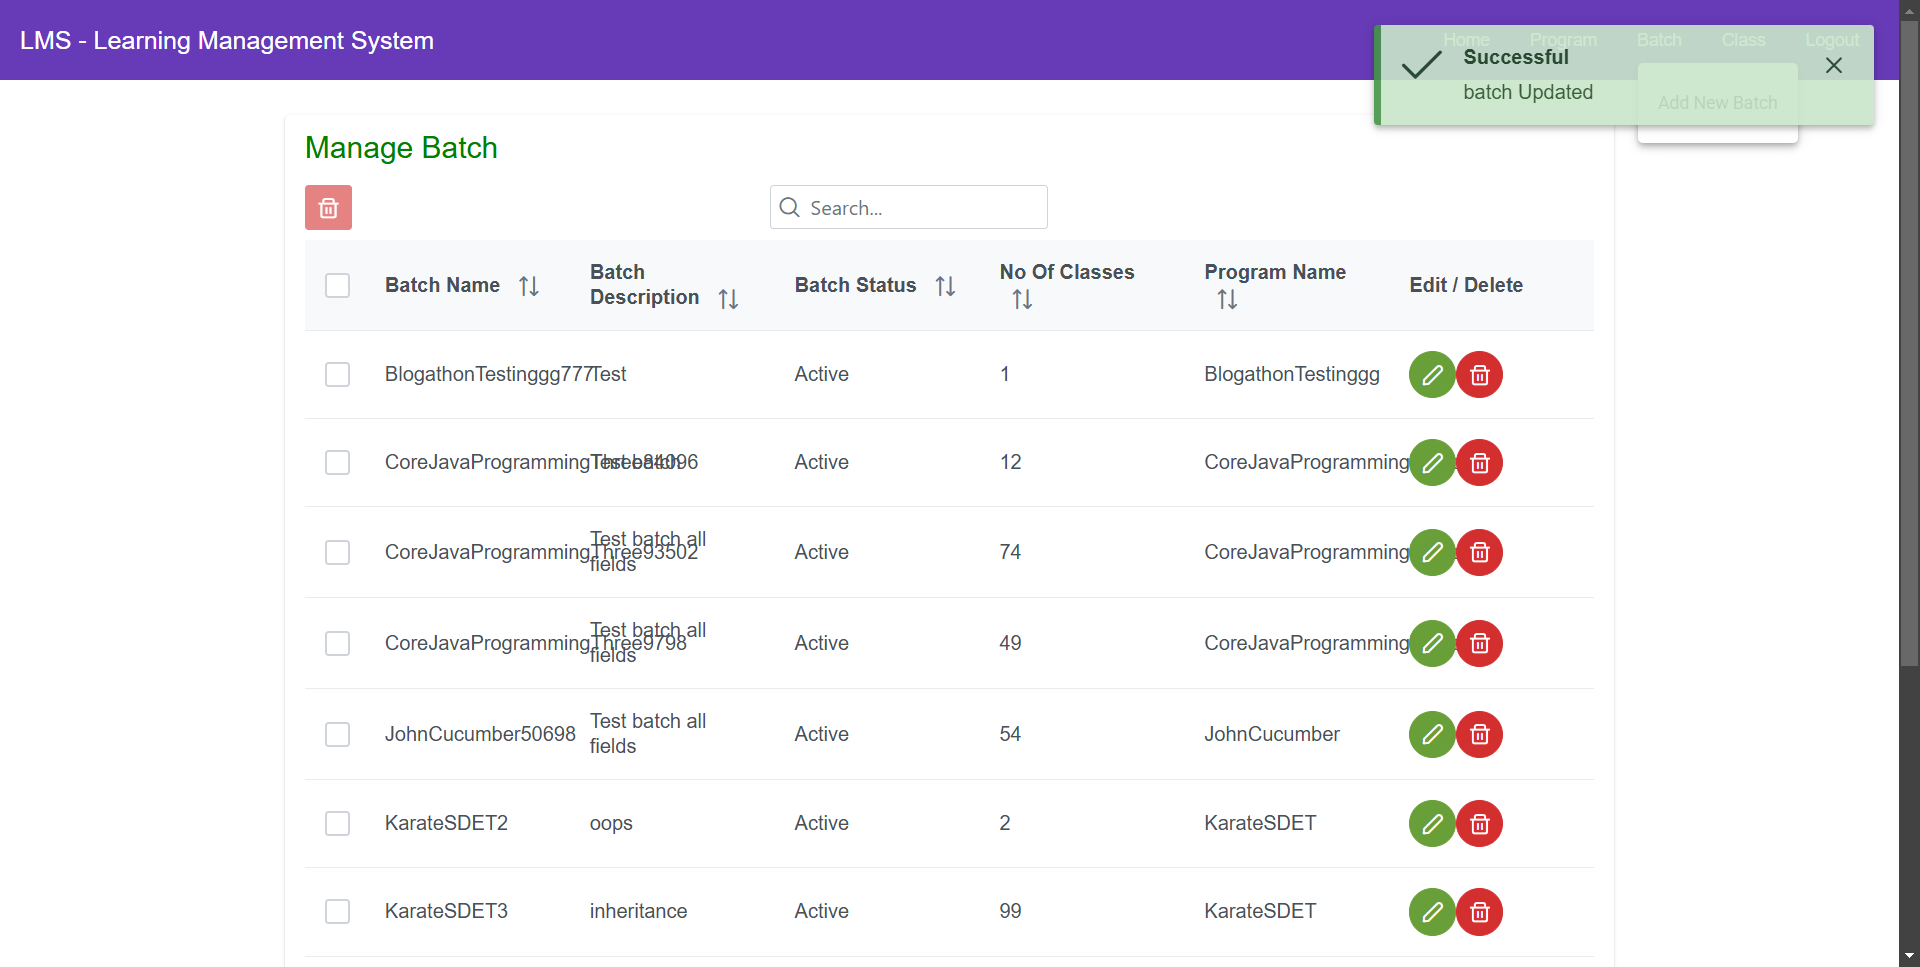 LMS - Learning Management System
Home Program Batch Class Logout
Successful
batch Updated
Add New Batch
Manage Batch
Search...
Batch Name
Batch
Description
Batch Status
No Of Classes
Program Name
Edit / Delete
BlogathonTestinggg777 Test Active 1 BlogathonTestinggg
CoreJavaProgrammingThree84096 Test batch Active 12 CoreJavaProgramming
CoreJavaProgrammingThree93502 Test batch all
fields Active 74 CoreJavaProgramming
CoreJavaProgrammingThree9798 Test batch all
fields Active 49 CoreJavaProgramming
JohnCucumber50698 Test batch all
fields Active 54 JohnCucumber
KarateSDET2 oops Active 2 KarateSDET
KarateSDET3 inheritance Active 99 KarateSDET